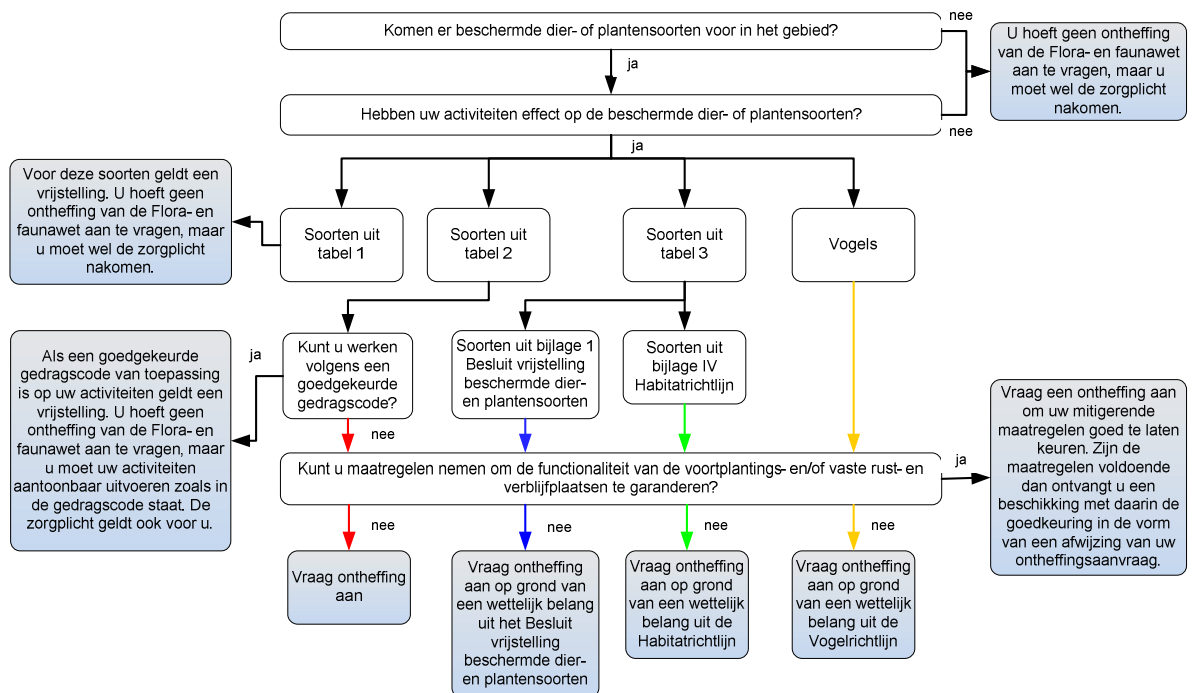 Komen er beschermde dier- of plantensoorten voor in het gebied?
nee
U hoeft geen ontheffing
van de Flora- en faunawet
aan te vragen, maar u
moet wel de zorgplicht
nakomen.
ja
Hebben uw activiteiten effect op de beschermde dier- of plantensoorten?
nee
ja
Voor deze soorten geldt een
vrijstelling. U hoeft geen
ontheffing van de Flora- en
faunawet aan te vragen, maar
u moet wel de zorgplicht
nakomen.
Soorten uit
tabel 1
Soorten uit
tabel 2
Soorten uit
tabel 3
Vogels
Als een goedgekeurde
gedragscode van toepassing
is op uw activiteiten geldt een
vrijstelling. U hoeft geen
ontheffing van de Flora- en
faunawet aan te vragen, maar
u moet uw activiteiten
aantoonbaar uitvoeren zoals in
de gedragscode staat. De
zorgplicht geldt ook voor u.
ja
Kunt u werken
volgens een
goedgekeurde
gedragscode?
Soorten uit bijlage 1
Besluit vrijstelling
beschermde dier-
en plantensoorten
Soorten uit
bijlage IV
Habitatrichtlijn
nee
Kunt u maatregelen nemen om de functionaliteit van de voortplantings- en/of vaste rust- en
verblijfplaatsen te garanderen?
ja
Vraag een ontheffing aan
om uw mitigerende
maatregelen goed te laten
keuren. Zijn de
maatregelen voldoende
dan ontvangt u een
beschikking met daarin de
goedkeuring in de vorm
van een afwijzing van uw
ontheffingsaanvraag.
nee
nee
nee
nee
Vraag ontheffing
aan
Vraag ontheffing
aan op grond van
een wettelijk belang
uit het Besluit
vrijstelling
beschermde dier-
en plantensoorten
Vraag ontheffing
aan op grond
van een wettelijk
belang uit de
Habitatrichtlijn
Vraag ontheffing
aan op grond
van een wettelijk
belang uit de
Vogelrichtlijn